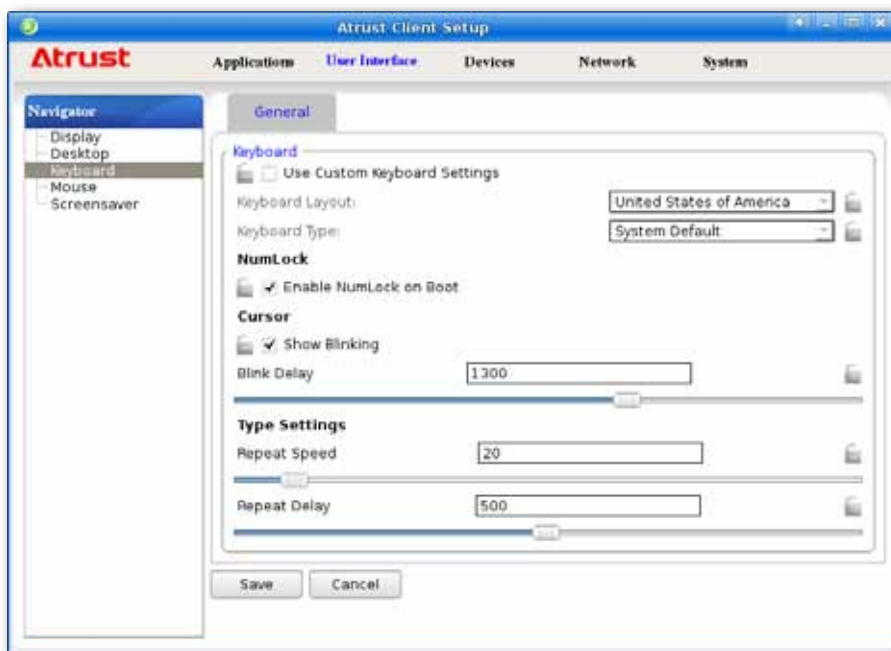 Atrust Client Setup
Atrust
Applications User Interface Devices Network System
Navigator
Display
Desktop
Keyboard
Mouse
Screensaver
General
Keyboard
Use Custom Keyboard Settings
Keyboard Layout: United States of America
Keyboard Type: System Default
NumLock
Enable NumLock on Boot
Cursor
Show Blinking
Blink Delay 1300
Type Settings
Repeat Speed 20
Repeat Delay 500
Save Cancel